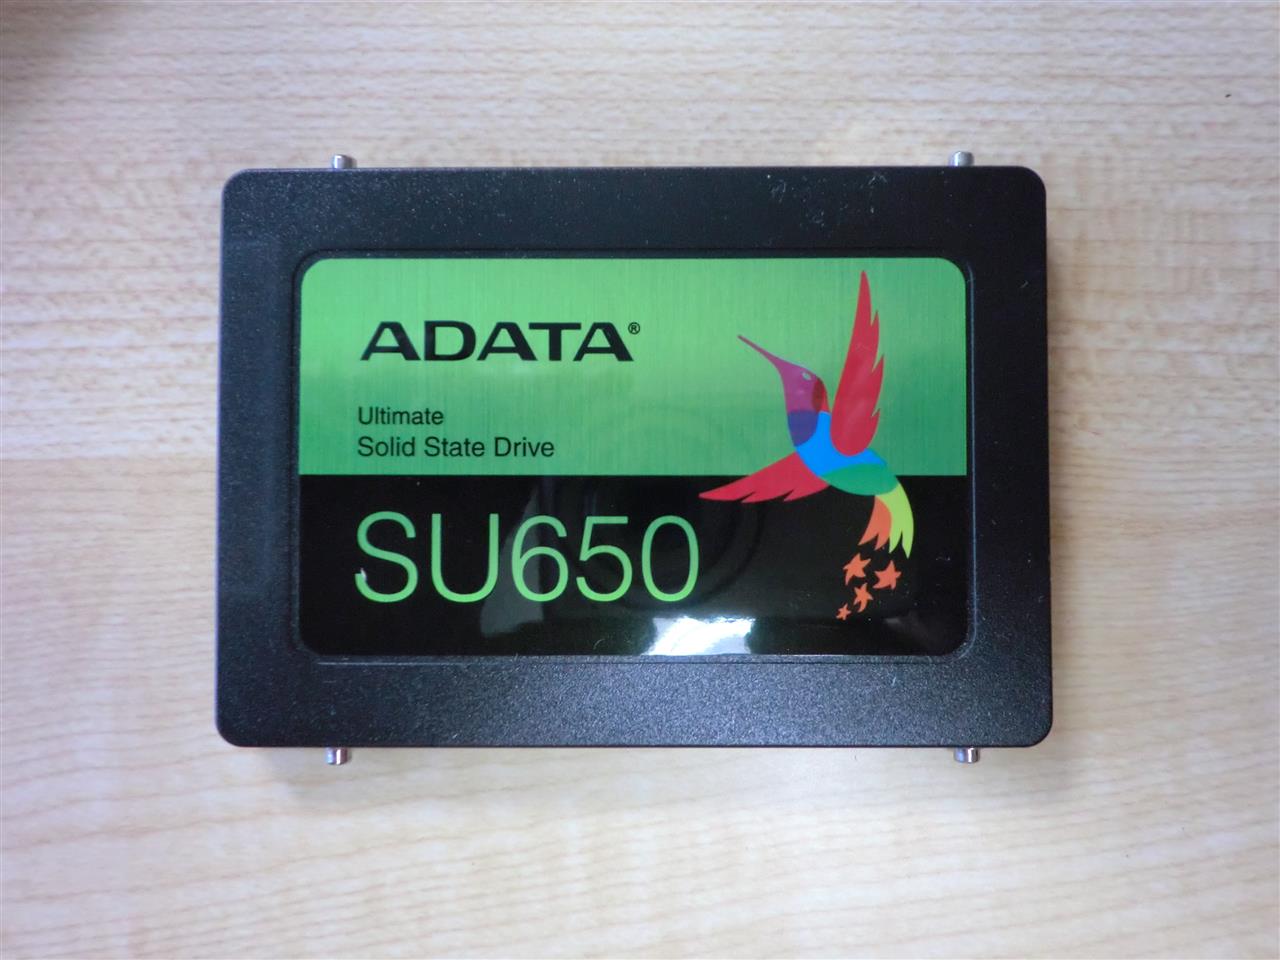 ADATA®
Ultimate
Solid State Drive
SU650